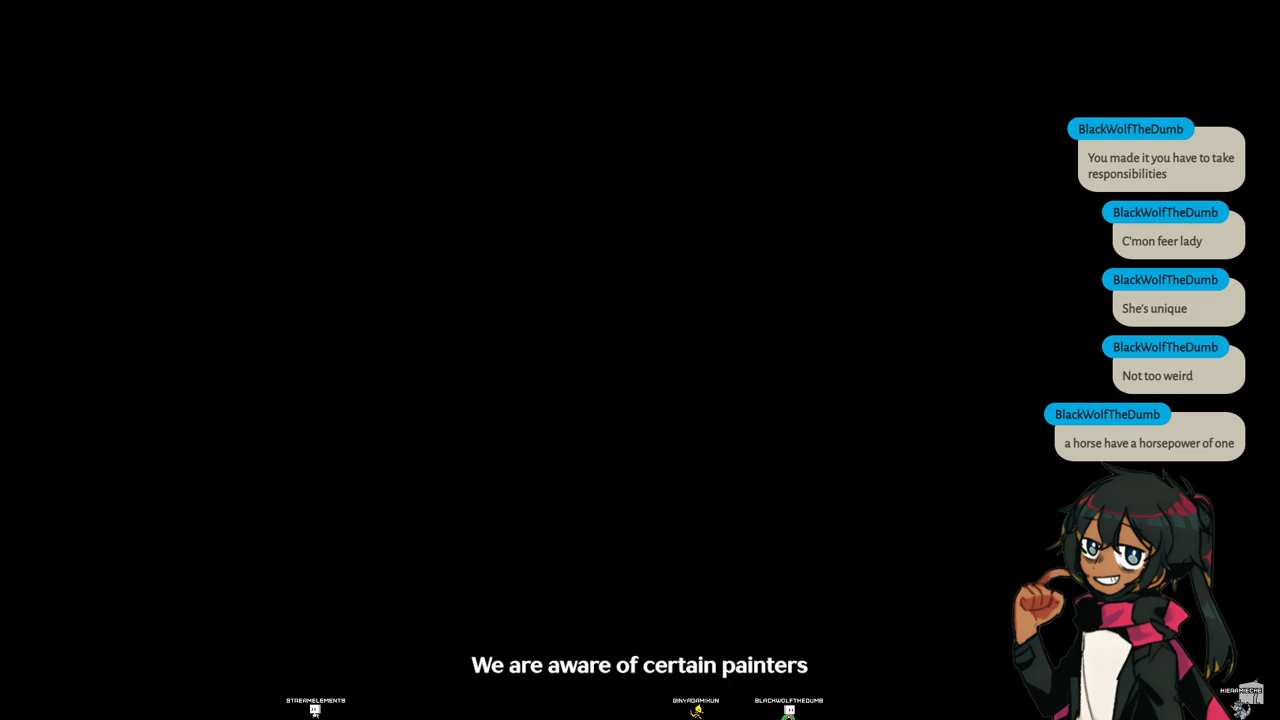 BlackWolfTheDumb
You made it you have to take
responsibilities
BlackWolfTheDumb
C'mon feer lady
BlackWolfTheDumb
She's unique
BlackWolfTheDumb
Not too weird
BlackWolfTheDumb
a horse have a horsepower of one
We are aware of certain painters
STREAMELEMENTS
GINYAGAMIKUN
BLACKWOLFTHEDUMB